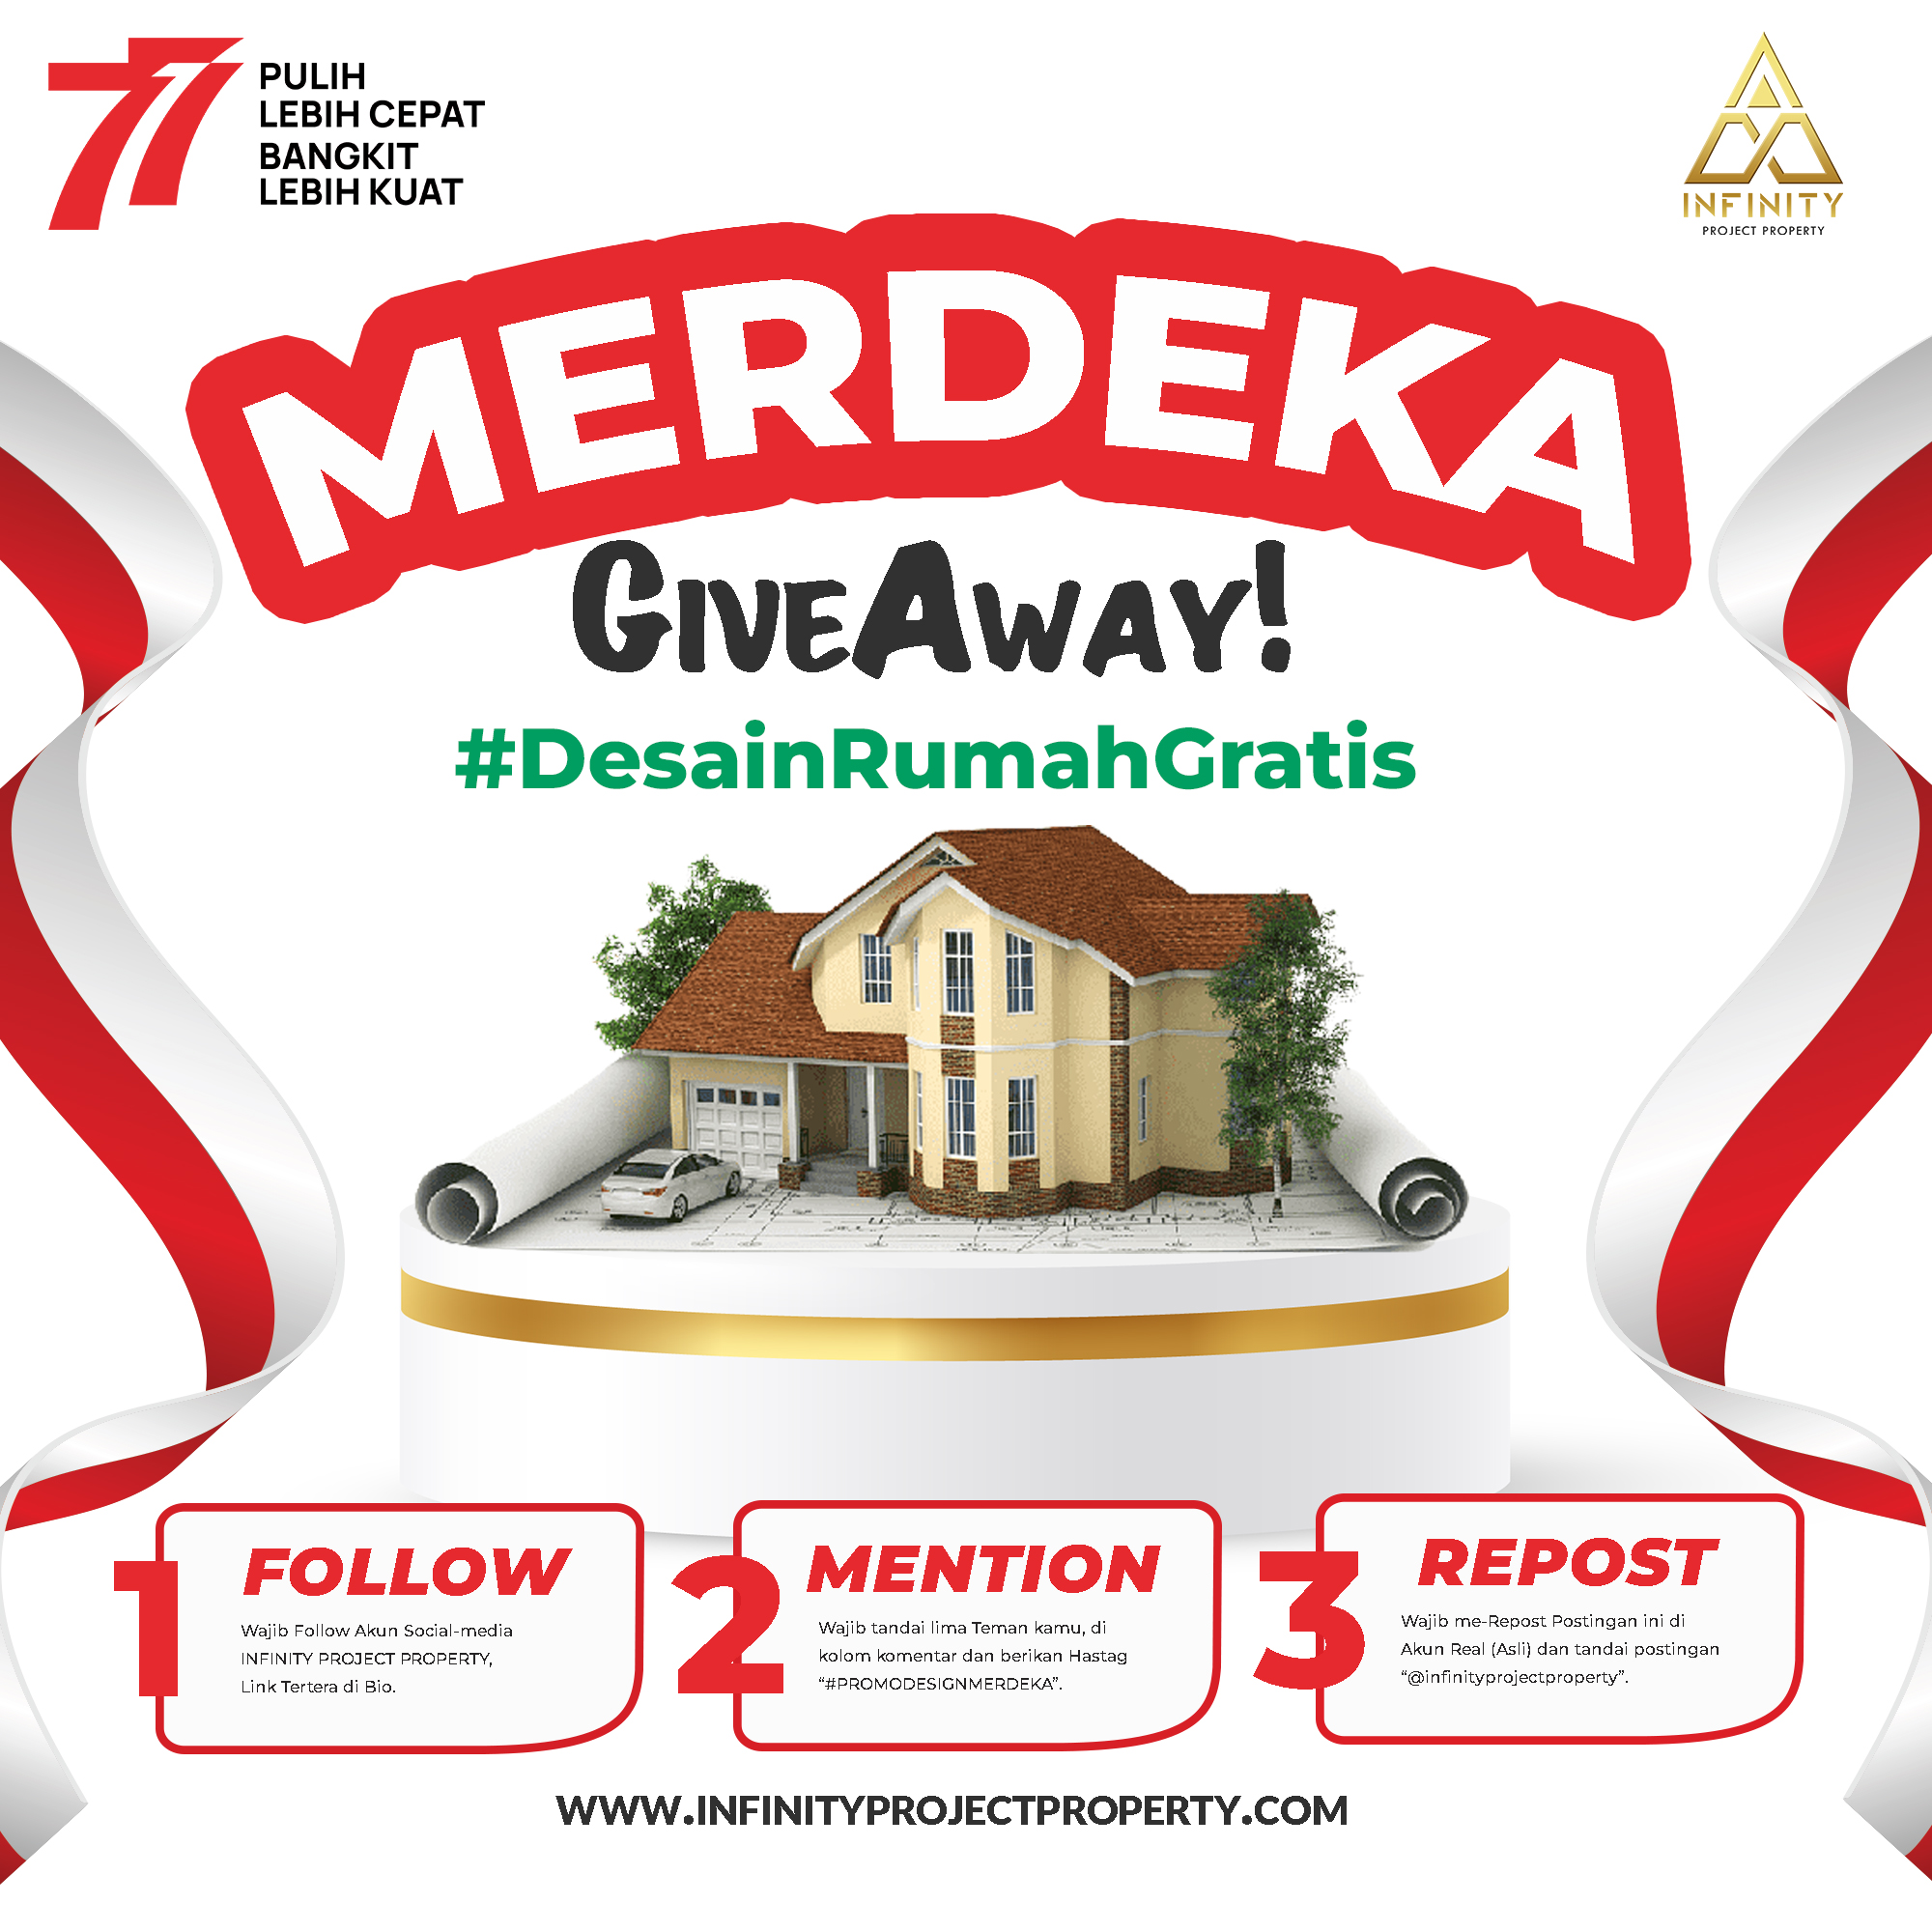 77
PULIH
LEBIH CEPAT
BANGKIT
LEBIH KUAT
INFINITY
PROJECT PROPERTY
MERDEKA
GIVEAWAY!
#DesainRumahGratis
1
FOLLOW
Wajib Follow Akun Social-media
INFINITY PROJECT PROPERTY,
Link Tertera di Bio.
2
MENTION
Wajib tandai lima Teman kamu, di
kolom komentar dan berikan Hastag
“#PROMODESIGNMERDEKA”.
3
REPOST
Wajib me-Repost Postingan ini di
Akun Real (Asli) dan tandai postingan
“@infinityprojectproperty”.
WWW.INFINITYPROJECTPROPERTY.COM